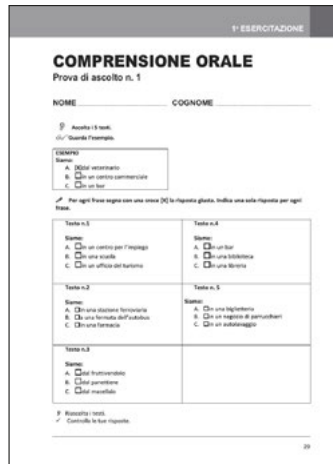 1ª ESERCITAZIONE
COMPRENSIONE ORALE
Prova di ascolto n. 1
NOME
COGNOME
Ascolta i 5 testi.
Guarda l'esempio.
ESEMPIO
Siamo:
A. [X]dal veterinario
B. in un centro commerciale
C. in un bar
Per ogni frase segna con una croce [X] la risposta giusta. Indica una sola risposta per ogni
frase.
Testo n.1
Siamo:
A. in un centro per l'impiego
B. in una scuola
C. in un ufficio del turismo
Testo n.4
Siamo:
A. in un bar
B. in una biblioteca
C. in una libreria
Testo n.2
Siamo:
A. in una stazione ferroviaria
B. a una fermata dell'autobus
C. in una farmacia
Testo n. 5
Siamo:
A. in una biglietteria
B. in un negozio di parrucchieri
C. in un autolavaggio
Testo n.3
Siamo:
A. dal fruttivendolo
B. dal panettiere
C. dal macellaio
Riascolta i testi.
Controlla le tue risposte.
29